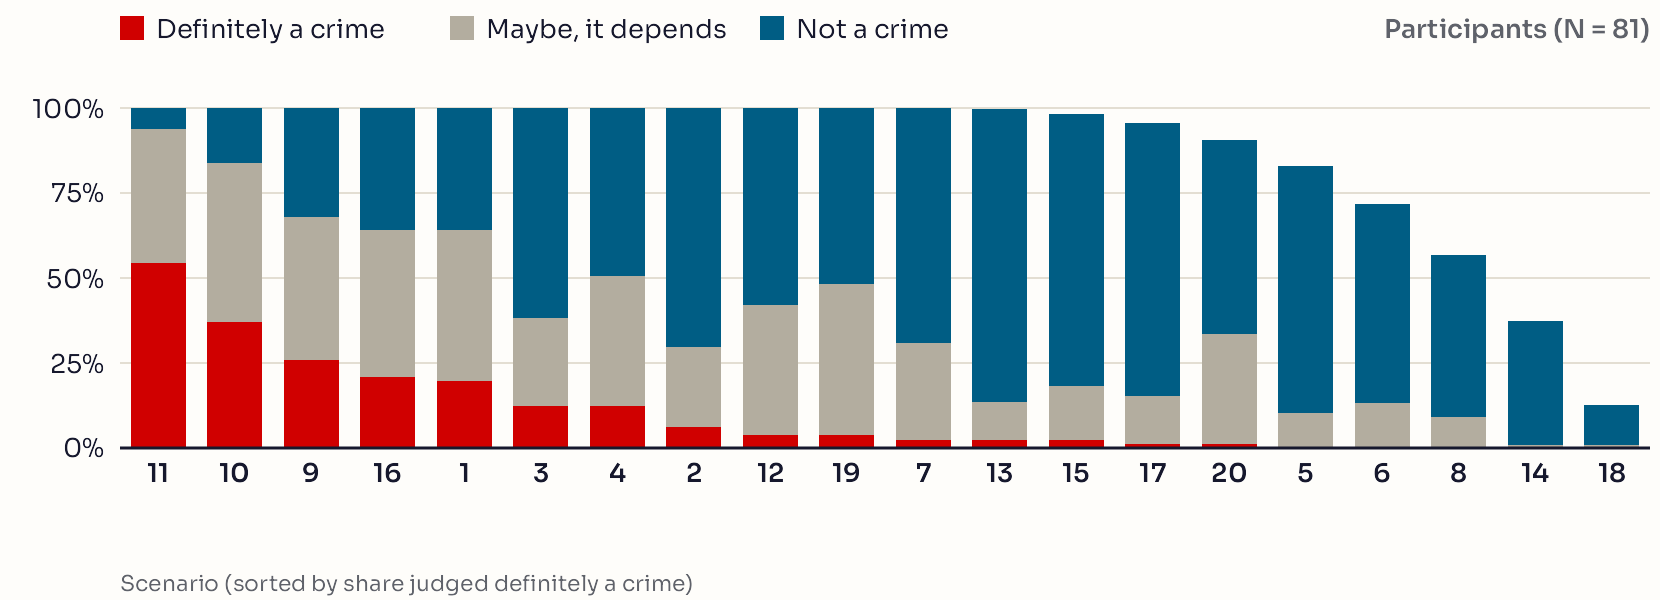 Definitely a crime Maybe, it depends Not a crime Participants (N = 81)
100%
75%
50%
25%
0%
11 10 9 16 1 3 4 2 12 19 7 13 15 17 20 5 6 8 14 18
Scenario (sorted by share judged definitely a crime)